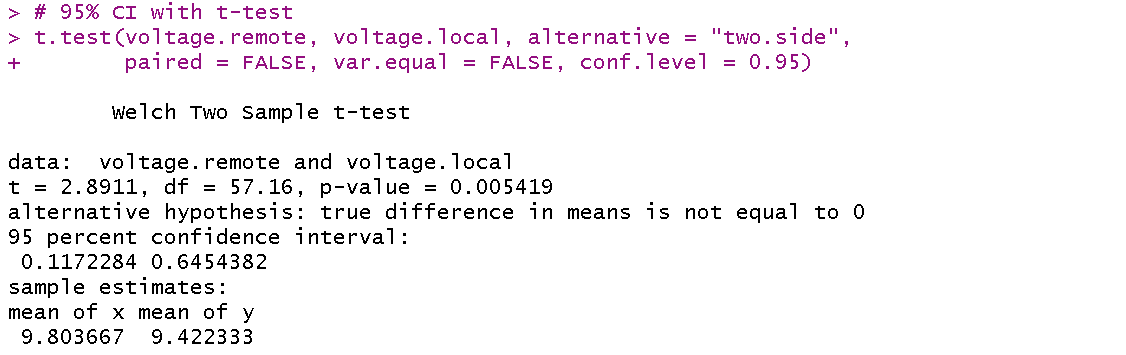 > # 95% CI with t-test
> t.test(voltage.remote, voltage.local, alternative = "two.side",
+        paired = FALSE, var.equal = FALSE, conf.level = 0.95)
        Welch Two Sample t-test
data:  voltage.remote and voltage.local
t = 2.8911, df = 57.16, p-value = 0.005419
alternative hypothesis: true difference in means is not equal to 0
95 percent confidence interval:
 0.1172284 0.6454382
sample estimates:
mean of x mean of y
 9.803667  9.422333